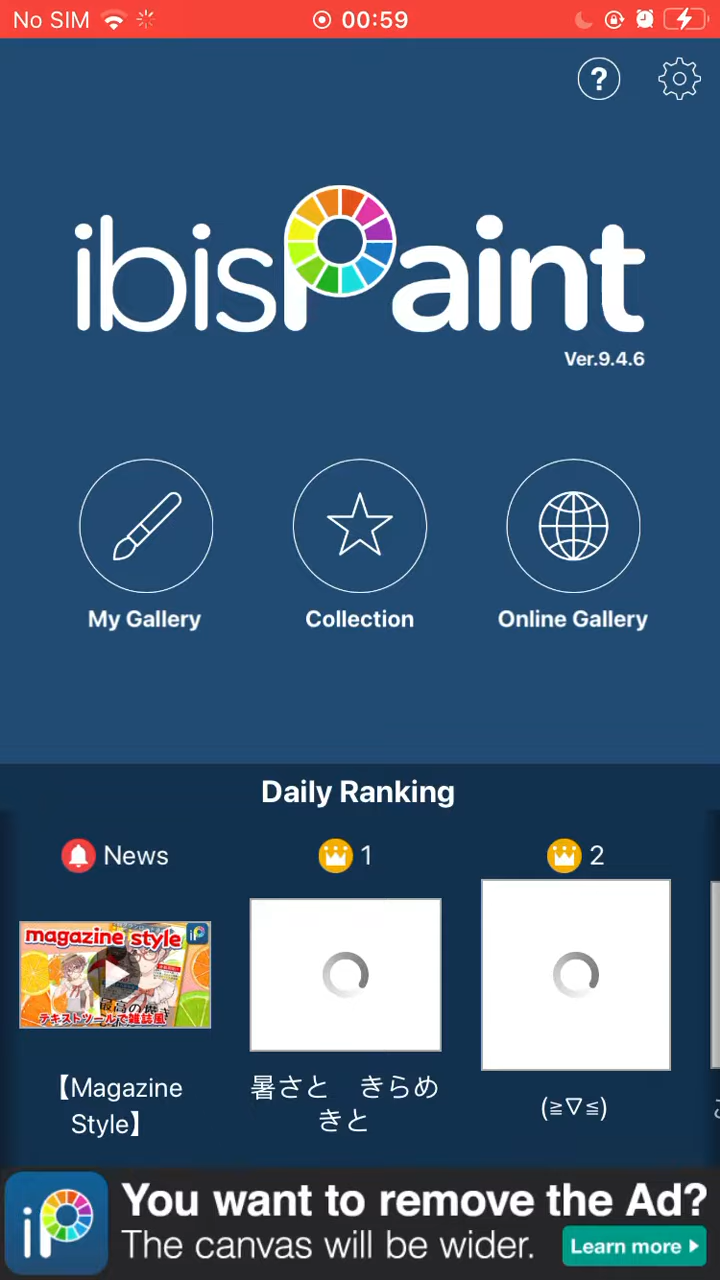 No SIM
00:59
?
ibisPaint
Ver.9.4.6
My Gallery
Collection
Online Gallery
Daily Ranking
News
1
2
magazine style
テキストツールで雑誌風
【Magazine
Style】
暑さと　きらめ
きと
(≧∇≦)
iP
You want to remove the Ad?
The canvas will be wider.
Learn more